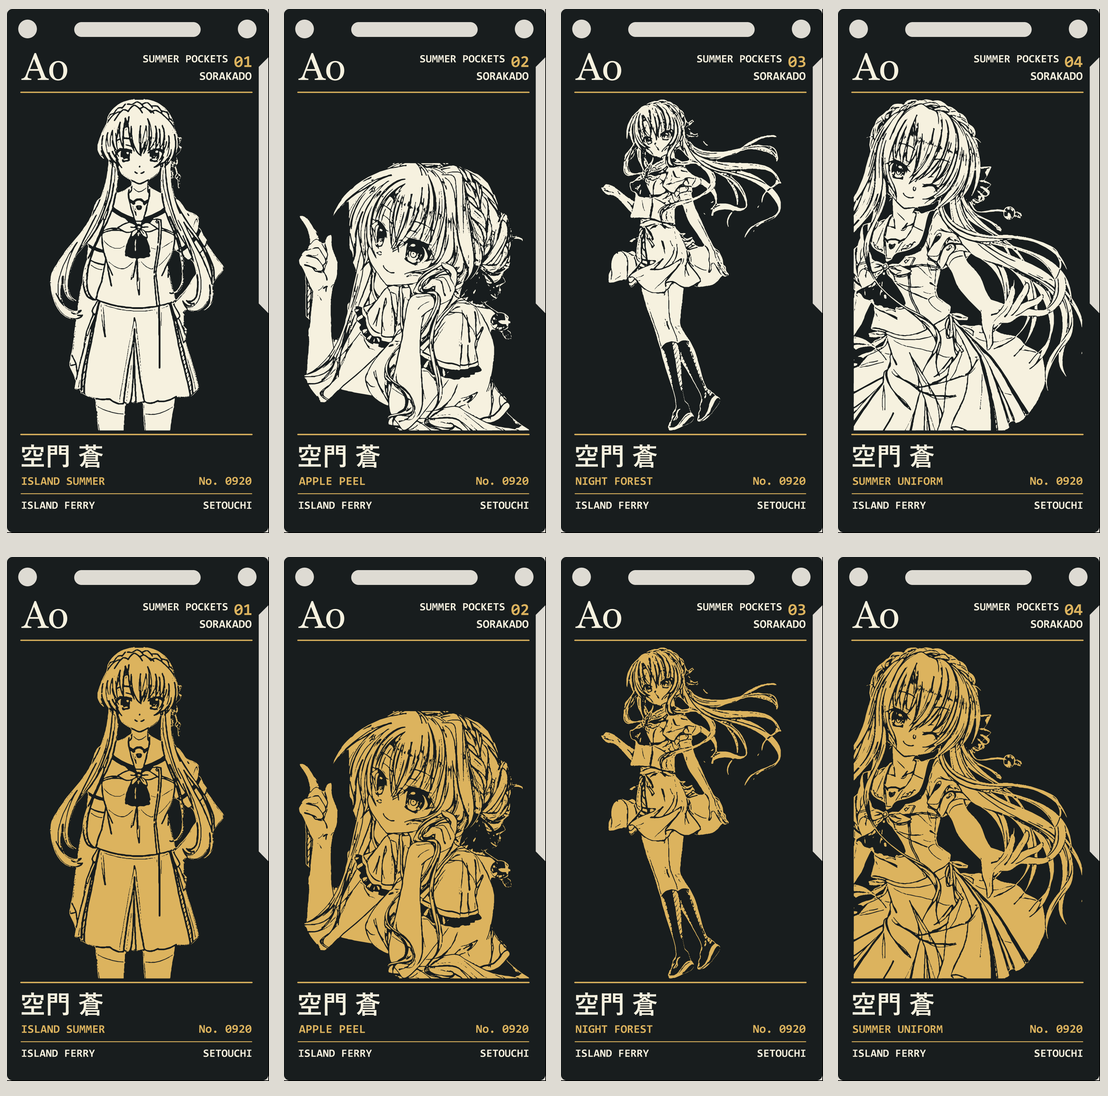 Ao
SUMMER POCKETS 01
SORAKADO
空門 蒼
ISLAND SUMMER No. 0920
ISLAND FERRY SETOUCHI
Ao
SUMMER POCKETS 02
SORAKADO
空門 蒼
APPLE PEEL No. 0920
ISLAND FERRY SETOUCHI
Ao
SUMMER POCKETS 03
SORAKADO
空門 蒼
NIGHT FOREST No. 0920
ISLAND FERRY SETOUCHI
Ao
SUMMER POCKETS 04
SORAKADO
空門 蒼
SUMMER UNIFORM No. 0920
ISLAND FERRY SETOUCHI
Ao
SUMMER POCKETS 01
SORAKADO
空門 蒼
ISLAND SUMMER No. 0920
ISLAND FERRY SETOUCHI
Ao
SUMMER POCKETS 02
SORAKADO
空門 蒼
APPLE PEEL No. 0920
ISLAND FERRY SETOUCHI
Ao
SUMMER POCKETS 03
SORAKADO
空門 蒼
NIGHT FOREST No. 0920
ISLAND FERRY SETOUCHI
Ao
SUMMER POCKETS 04
SORAKADO
空門 蒼
SUMMER UNIFORM No. 0920
ISLAND FERRY SETOUCHI